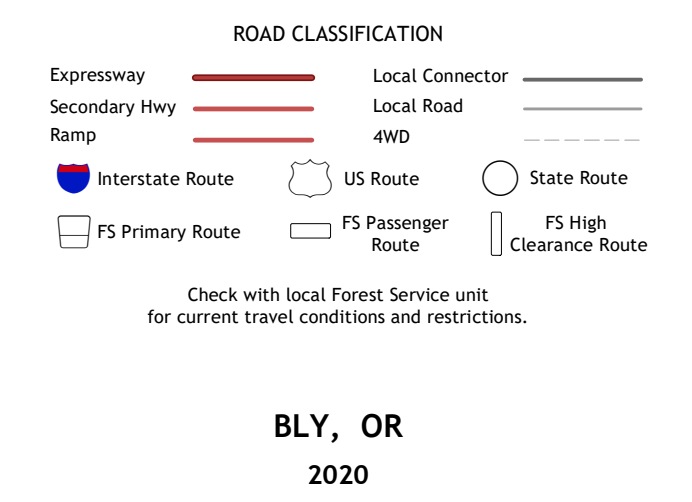 ROAD CLASSIFICATION
Expressway
Local Connector
Secondary Hwy
Local Road
Ramp
4WD
Interstate Route
US Route
State Route
FS Primary Route
FS Passenger
Route
FS High
Clearance Route
Check with local Forest Service unit
for current travel conditions and restrictions.
BLY, OR
2020